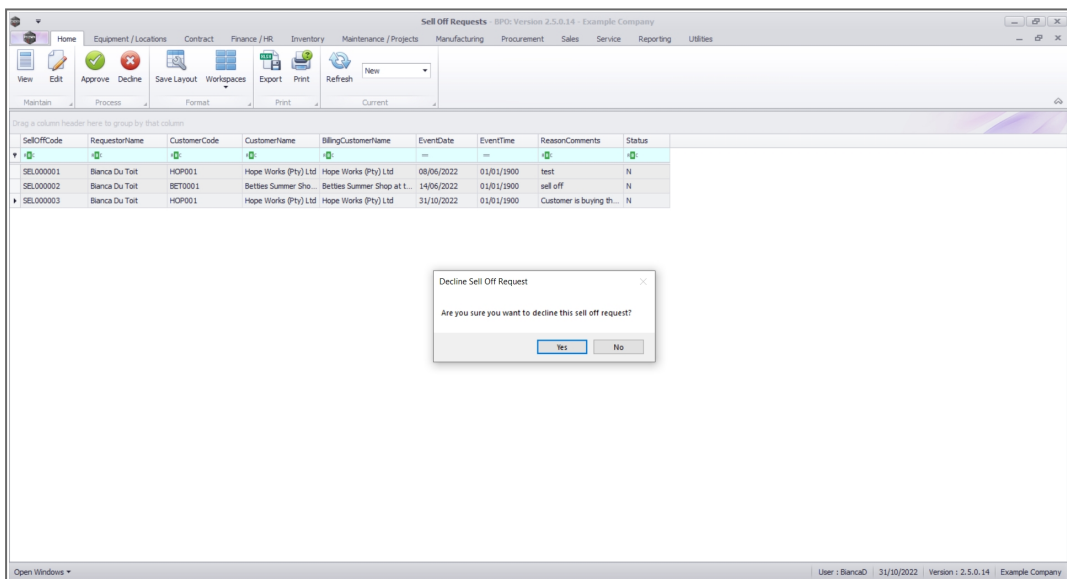 Sell Off Requests - BPO: Version 2.5.0.14 - Example Company
Home Equipment / Locations Contract Finance / HR Inventory Maintenance / Projects Manufacturing Procurement Sales Service Reporting Utilities
View Edit Approve Decline Save Layout Workspaces Export Print Refresh New
Maintain Process Format Print Current
Drag a column header here to group by that column
SellOffCode RequestorName CustomerCode CustomerName BillingCustomerName EventDate EventTime ReasonComments Status
SEL000001 Bianca Du Toit HOP001 Hope Works (Pty) Ltd Hope Works (Pty) Ltd 08/06/2022 01/01/1900 test N
SEL000002 Bianca Du Toit BET0001 Betties Summer Sho... Betties Summer Shop at t... 14/06/2022 01/01/1900 sell off N
SEL000003 Bianca Du Toit HOP001 Hope Works (Pty) Ltd Hope Works (Pty) Ltd 31/10/2022 01/01/1900 Customer is buying th... N
Decline Sell Off Request
Are you sure you want to decline this sell off request?
Yes No
Open Windows User : BiancaD 31/10/2022 Version : 2.5.0.14 Example Company